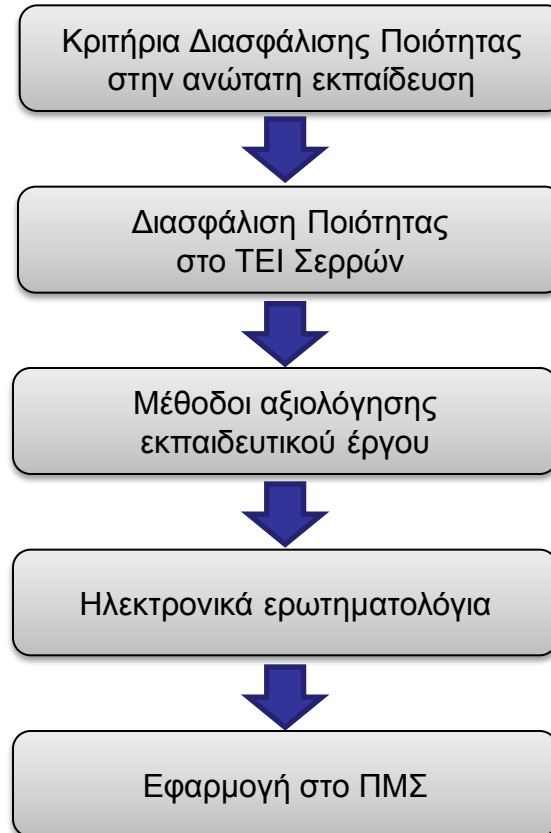 Κριτήρια Διασφάλισης Ποιότητας
στην ανώτατη εκπαίδευση
Διασφάλιση Ποιότητας
στο ΤΕΙ Σερρών
Μέθοδοι αξιολόγησης
εκπαιδευτικού έργου
Ηλεκτρονικά ερωτηματολόγια
Εφαρμογή στο ΠΜΣ